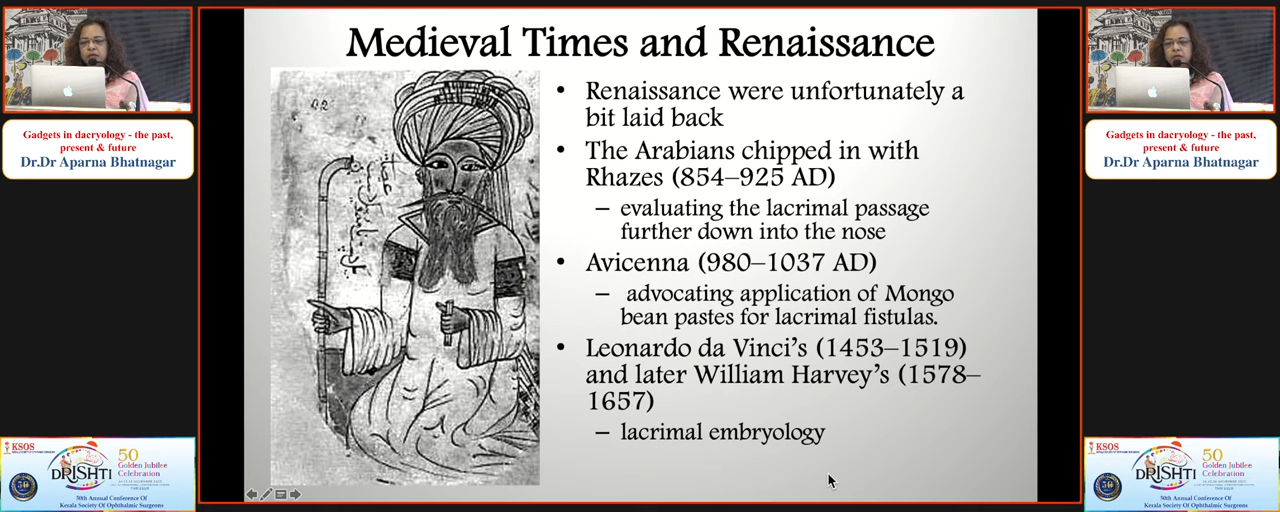 Medieval Times and Renaissance
• Renaissance were unfortunately a
bit laid back
• The Arabians chipped in with
Rhazes (854–925 AD)
– evaluating the lacrimal passage
further down into the nose
• Avicenna (980–1037 AD)
– advocating application of Mongo
bean pastes for lacrimal fistulas.
• Leonardo da Vinci's (1453–1519)
and later William Harvey's (1578–
1657)
– lacrimal embryology
Gadgets in dacryology - the past,
present & future
Dr.Dr Aparna Bhatnagar
KSOS
DRISHTI
50
Golden Jubilee
Celebration
50th Annual Conference Of
Kerala Society Of Ophthalmic Surgeons
Gadgets in dacryology - the past,
present & future
Dr.Dr Aparna Bhatnagar
KSOS
DRISHTI
50
Golden Jubilee
Celebration
50th Annual Conference Of
Kerala Society Of Ophthalmic Surgeons